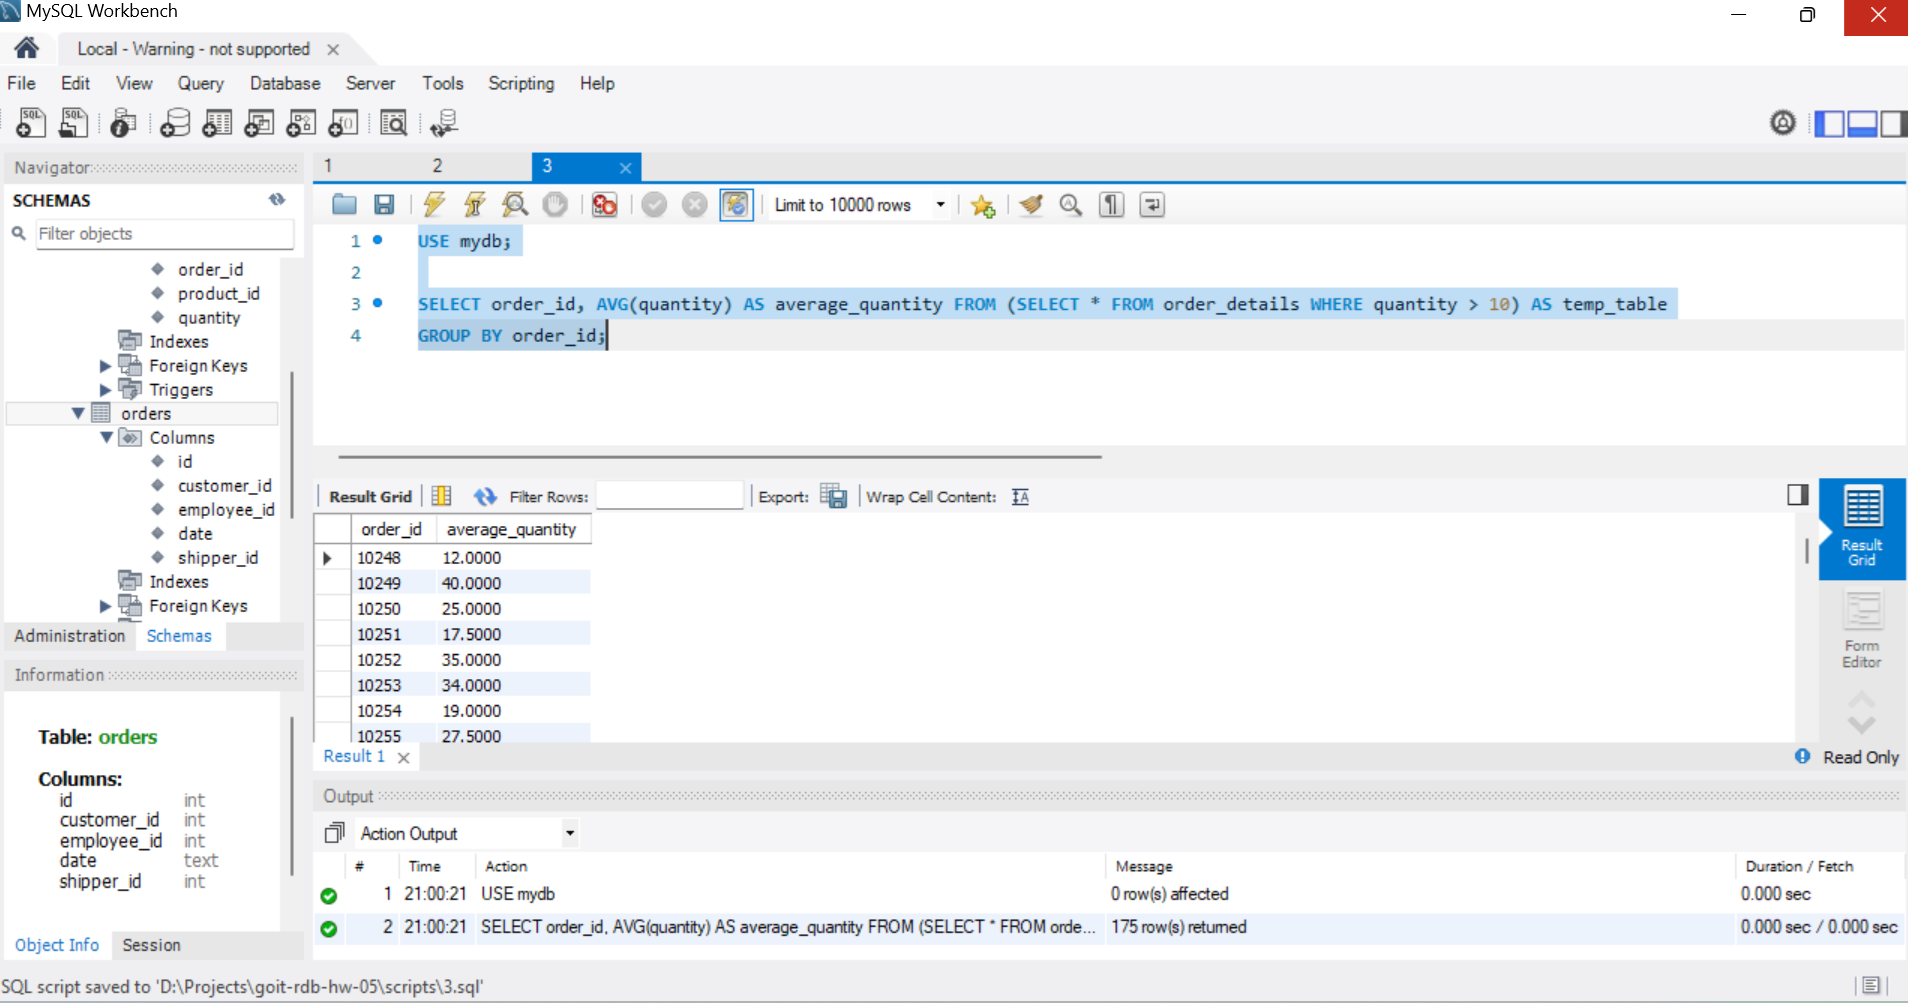 MySQL Workbench
Local - Warning - not supported
File Edit View Query Database Server Tools Scripting Help
Navigator
SCHEMAS
Filter objects
order_id
product_id
quantity
Indexes
Foreign Keys
Triggers
orders
Columns
id
customer_id
employee_id
date
shipper_id
Indexes
Foreign Keys
Administration Schemas
Information
Table: orders
Columns:
id int
customer_id int
employee_id int
date text
shipper_id int
Object Info Session
1 2 3
Limit to 10000 rows
1 USE mydb;
2
3 SELECT order_id, AVG(quantity) AS average_quantity FROM (SELECT * FROM order_details WHERE quantity > 10) AS temp_table
4 GROUP BY order_id;
Result Grid Filter Rows: Export: Wrap Cell Content:
order_id average_quantity
10248 12.0000
10249 40.0000
10250 25.0000
10251 17.5000
10252 35.0000
10253 34.0000
10254 19.0000
10255 27.5000
Result Grid
Form Editor
Result 1
Read Only
Output
Action Output
# Time Action Message Duration / Fetch
1 21:00:21 USE mydb 0 row(s) affected 0.000 sec
2 21:00:21 SELECT order_id, AVG(quantity) AS average_quantity FROM (SELECT * FROM orde... 175 row(s) returned 0.000 sec / 0.000 sec
SQL script saved to 'D:\Projects\goit-rdb-hw-05\scripts\3.sql'